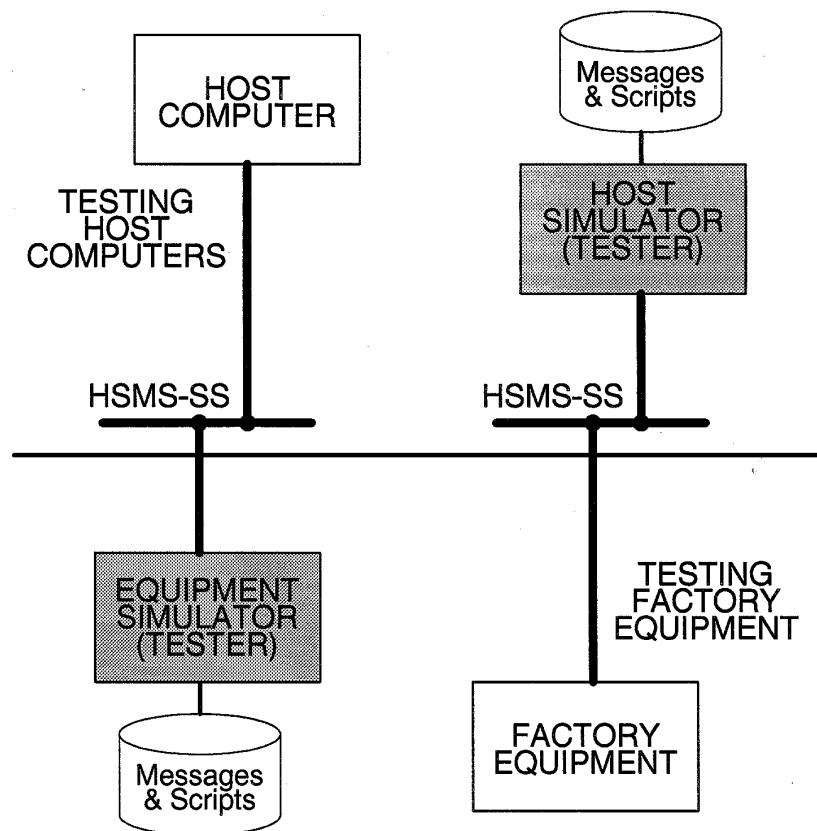 HOST
COMPUTER
Messages
& Scripts
TESTING
HOST
COMPUTERS
HOST
SIMULATOR
(TESTER)
HSMS-SS
HSMS-SS
EQUIPMENT
SIMULATOR
(TESTER)
TESTING
FACTORY
EQUIPMENT
Messages
& Scripts
FACTORY
EQUIPMENT